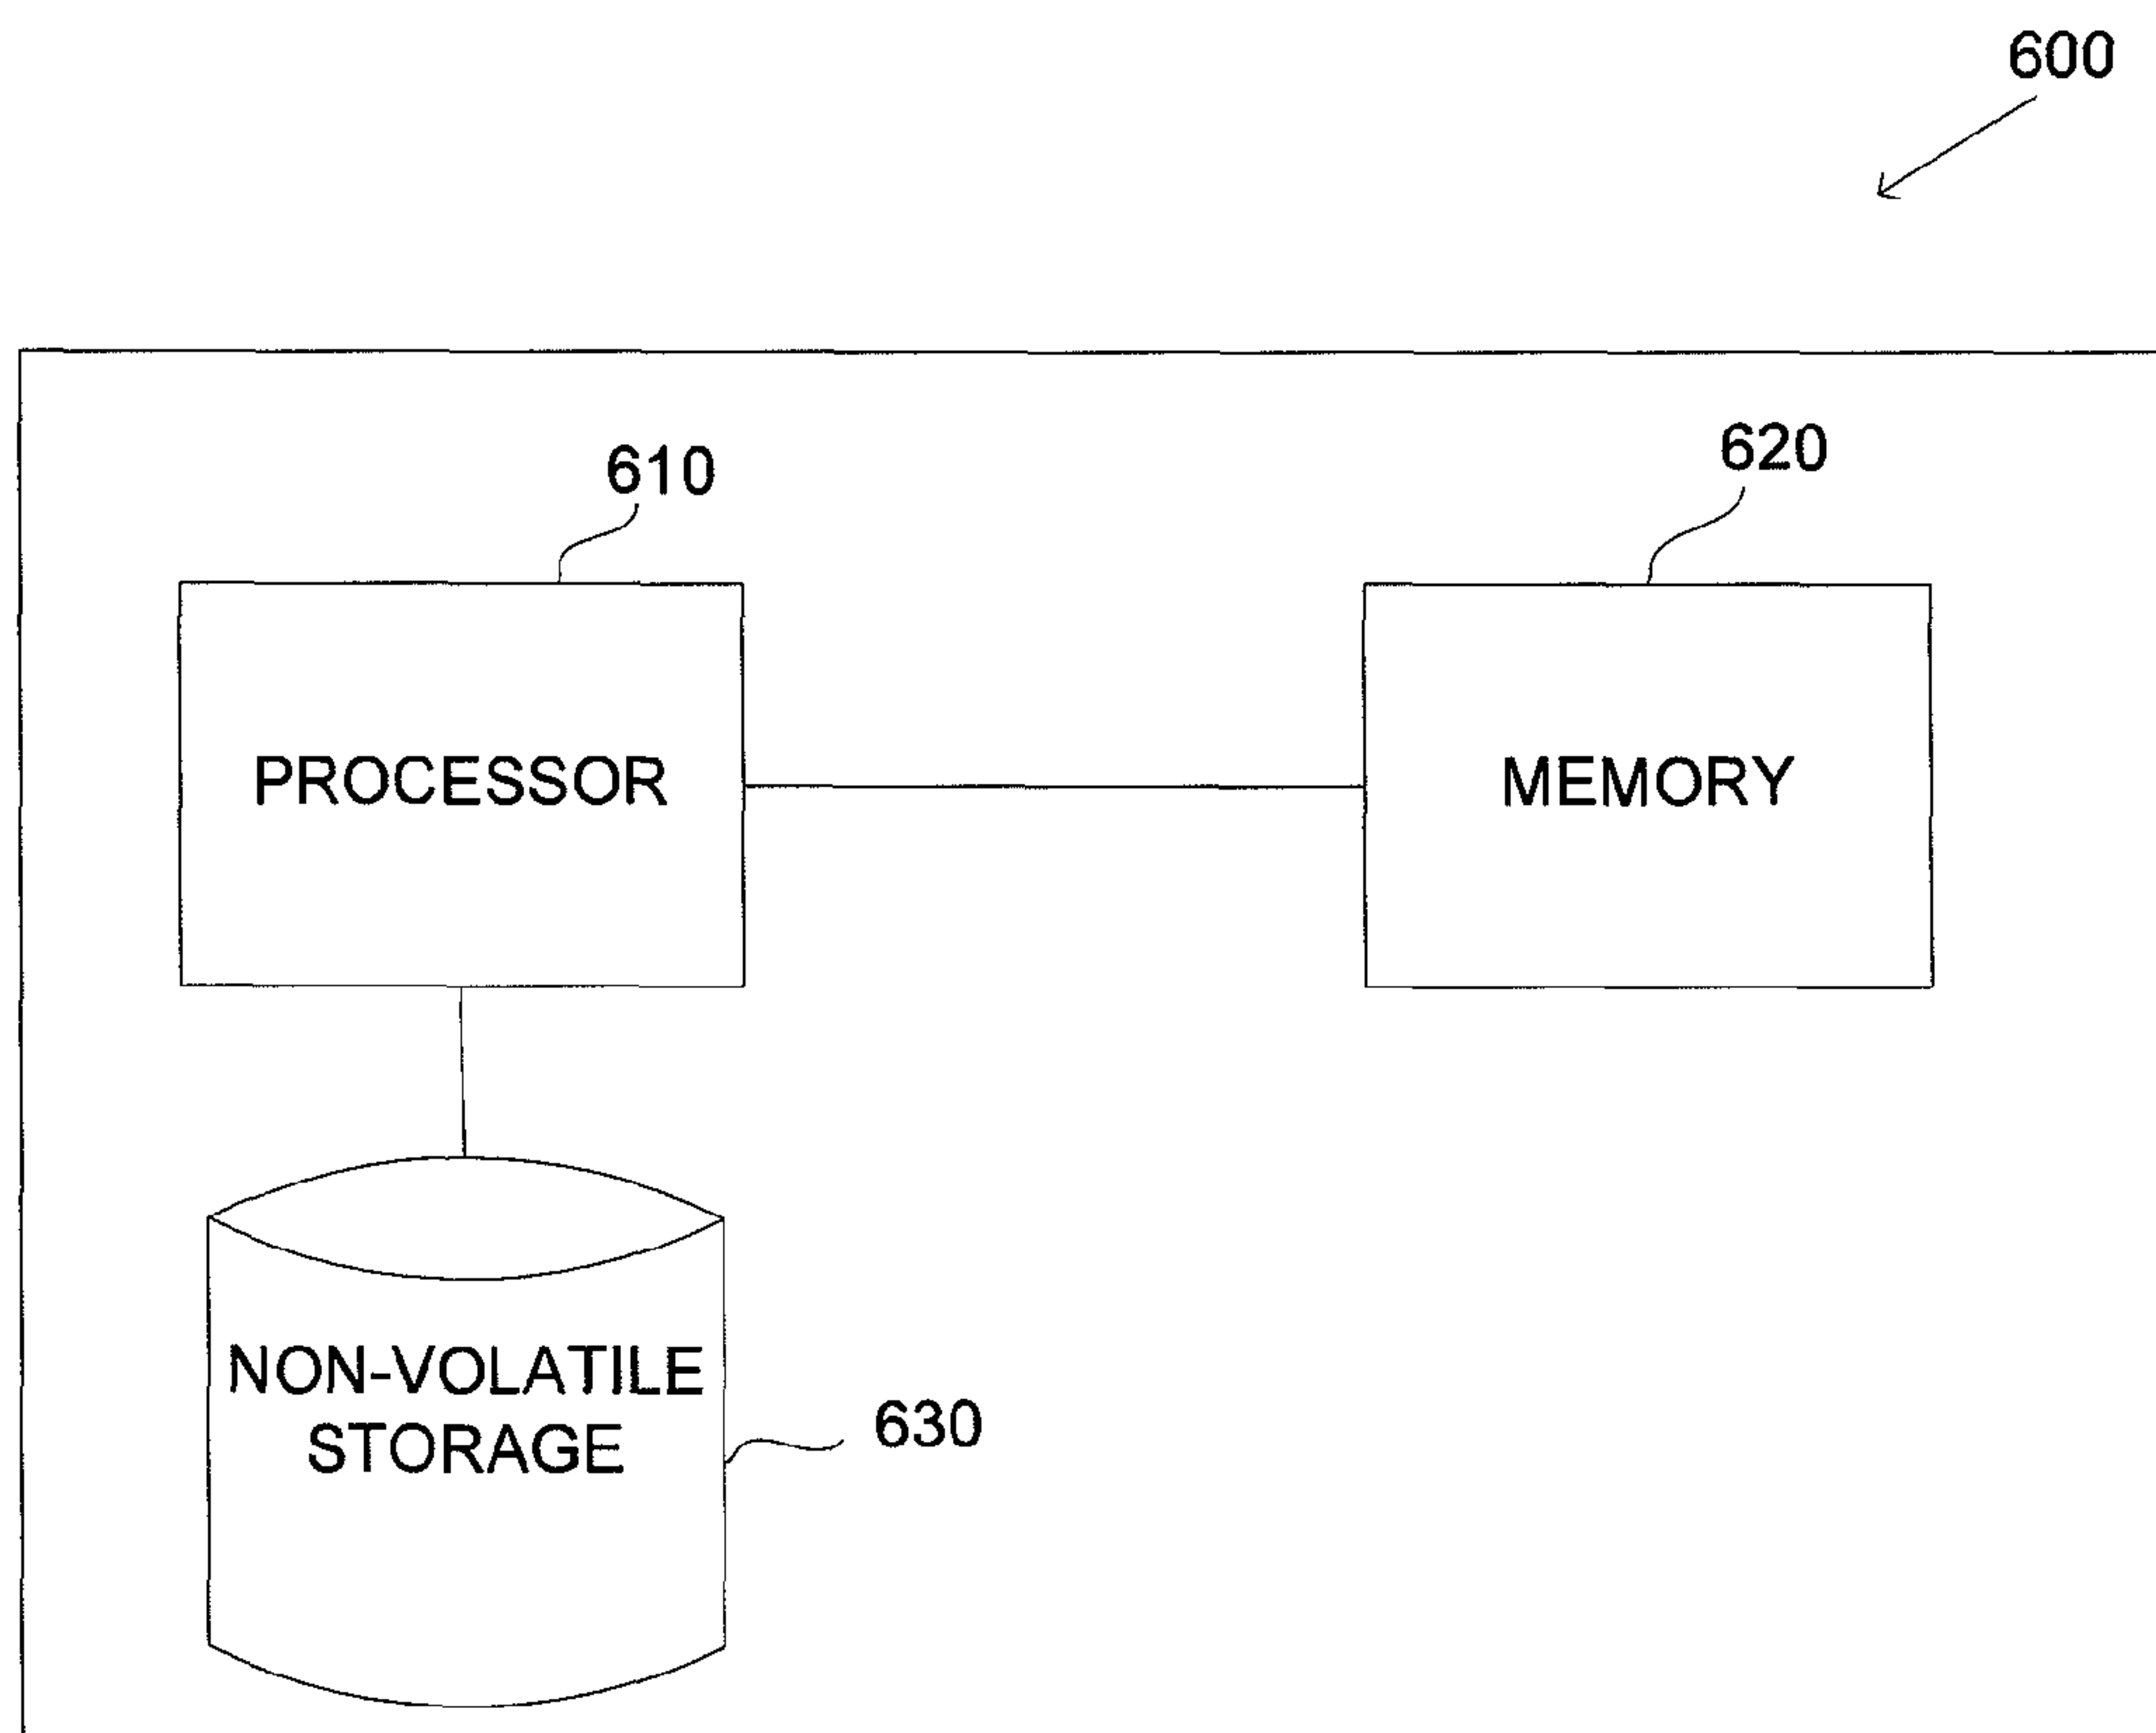 600
610
620
PROCESSOR
MEMORY
NON-VOLATILE
STORAGE
630